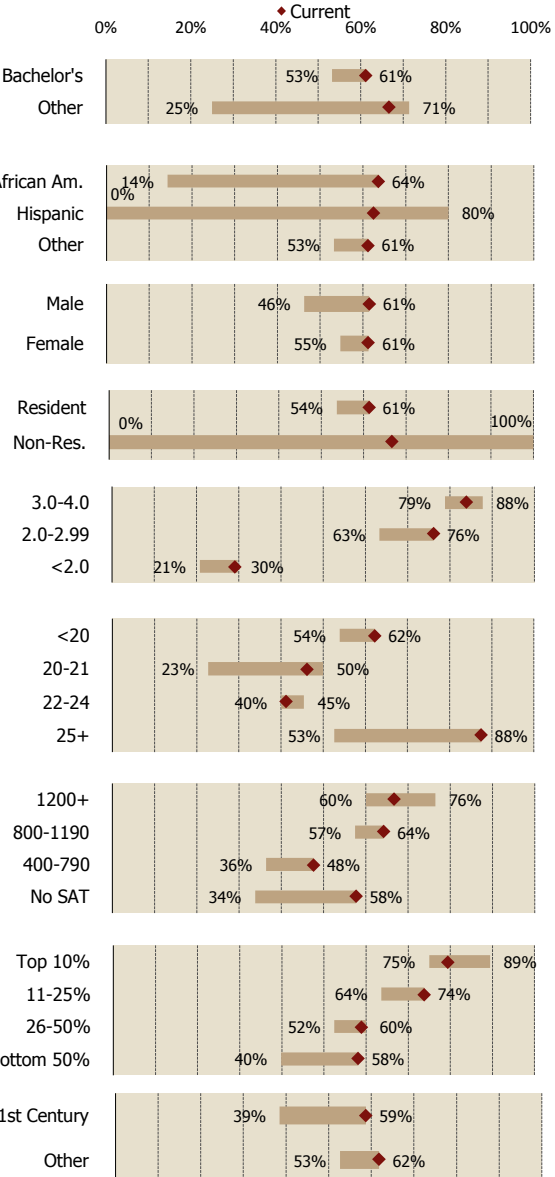 Current
0% 20% 40% 60% 80% 100%
Bachelor's 53% 61%
Other 25% 71%
African Am. 14% 64%
0%
Hispanic 80%
Other 53% 61%
Male 46% 61%
Female 55% 61%
Resident 54% 61%
0% 100%
Non-Res.
3.0-4.0 79% 88%
2.0-2.99 63% 76%
<2.0 21% 30%
<20 54% 62%
20-21 23% 50%
22-24 40% 45%
25+ 53% 88%
1200+ 60% 76%
800-1190 57% 64%
400-790 36% 48%
No SAT 34% 58%
Top 10% 75% 89%
11-25% 64% 74%
26-50% 52% 60%
ottom 50% 40% 58%
1st Century 39% 59%
Other 53% 62%